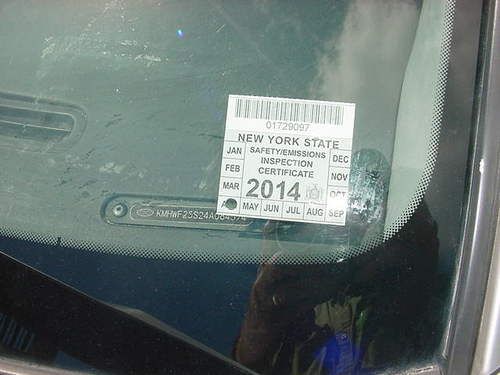 01729097
NEW YORK STATE
SAFETY/EMISSIONS
INSPECTION
CERTIFICATE
JAN
DEC
FEB
NOV
MAR
2014
OCT
MAY JUN JUL AUG SEP